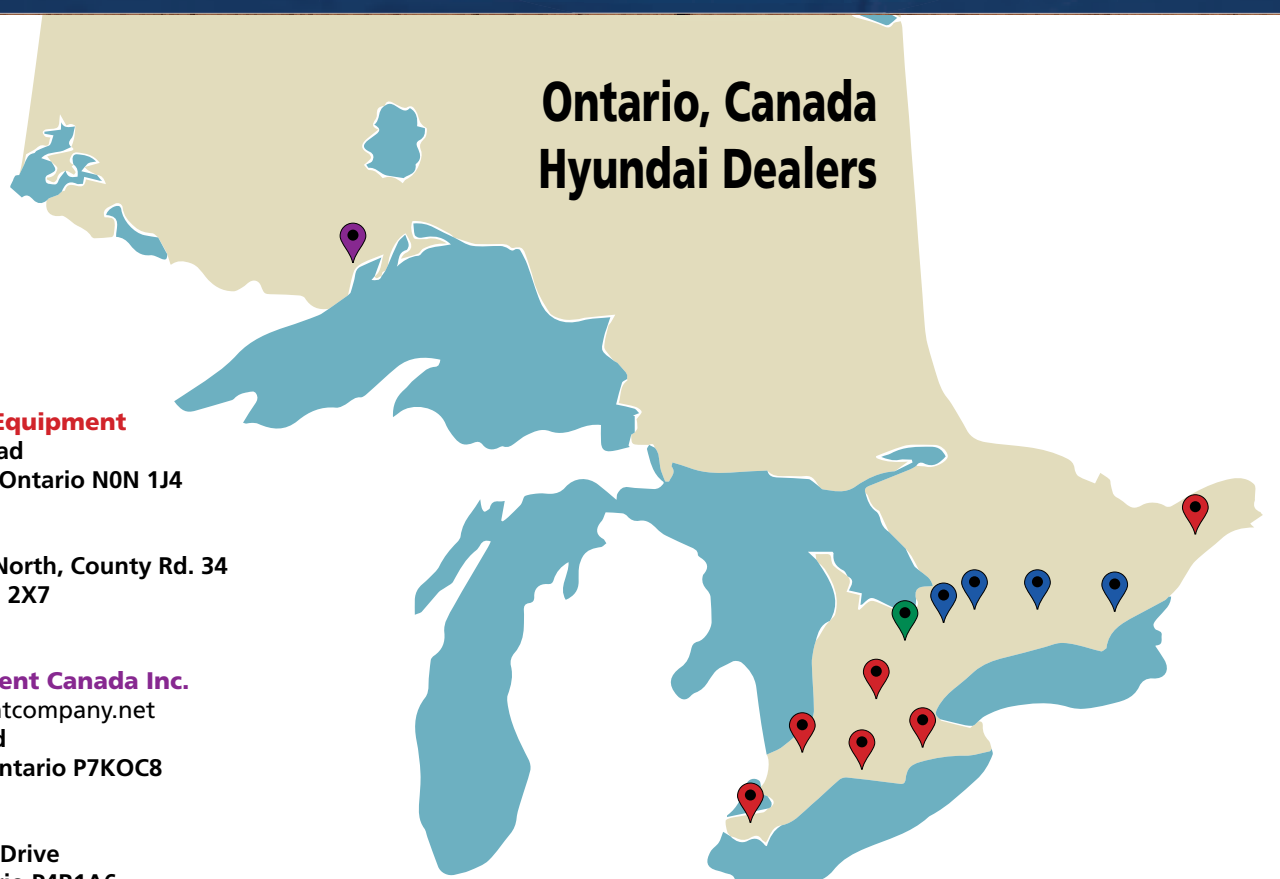 Ontario, Canada
Hyundai Dealers
Equipment
ad
Ontario N0N 1J4
North, County Rd. 34
2X7
ent Canada Inc.
ntcompany.net
d
ntario P7KOC8
Drive